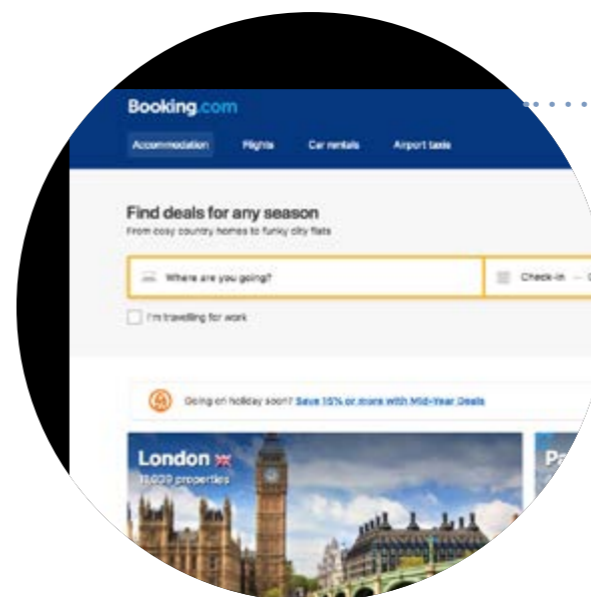 Booking.com
Accommodation Flights Car rentals Airport taxis
Find deals for any season
From cosy country homes to funky city flats
Where are you going? Check-in —
I'm travelling for work
Going on holiday soon? Save 15% or more with Mid-Year Deals
London
properties
Pa